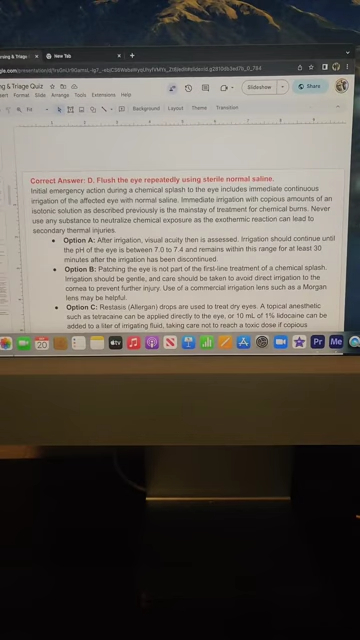 New Tab
& Triage Quiz
Slide Arrange Tools Extensions Help
Slideshow
Share
Fit
Background Layout Theme Transition
Correct Answer: D. Flush the eye repeatedly using sterile normal saline.
Initial emergency action during a chemical splash to the eye includes immediate continuous
irrigation of the affected eye with normal saline. Immediate irrigation with copious amounts of an
isotonic solution as described previously is the mainstay of treatment for chemical burns. Never
use any substance to neutralize chemical exposure as the exothermic reaction can lead to
secondary thermal injuries.
• Option A: After irrigation, visual acuity then is assessed. Irrigation should continue until
the pH of the eye is between 7.0 to 7.4 and remains within this range for at least 30
minutes after the irrigation has been discontinued.
• Option B: Patching the eye is not part of the first-line treatment of a chemical splash.
Irrigation should be gentle, and care should be taken to avoid direct irrigation to the
cornea to prevent further injury. Use of a commercial irrigation lens such as a Morgan
lens may be helpful.
• Option C: Restasis (Allergan) drops are used to treat dry eyes. A topical anesthetic
such as tetracaine can be applied directly to the eye, or 10 mL of 1% lidocaine can be
added to a liter of irrigating fluid, taking care not to reach a toxic dose if copious
20
tv
Pr
Me